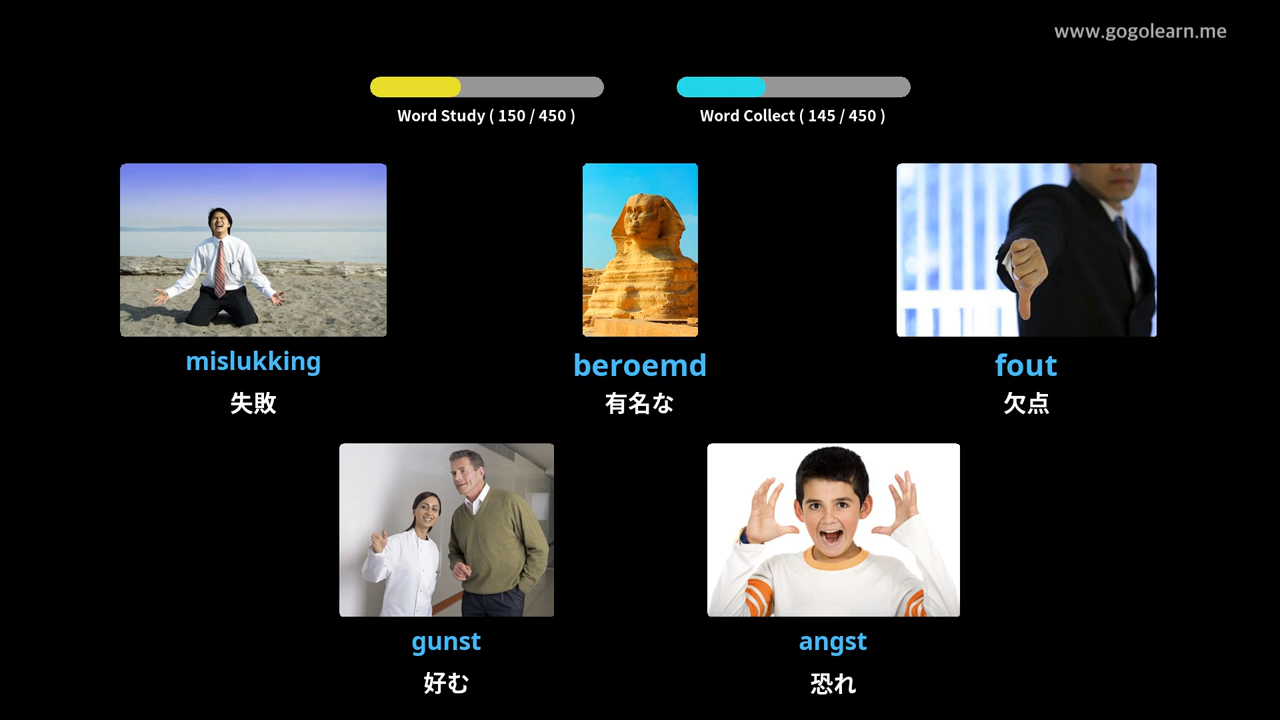 www.gogolearn.me
Word Study ( 150 / 450 )
Word Collect ( 145 / 450 )
mislukking
失敗
beroemd
有名な
fout
欠点
gunst
好む
angst
恐れ